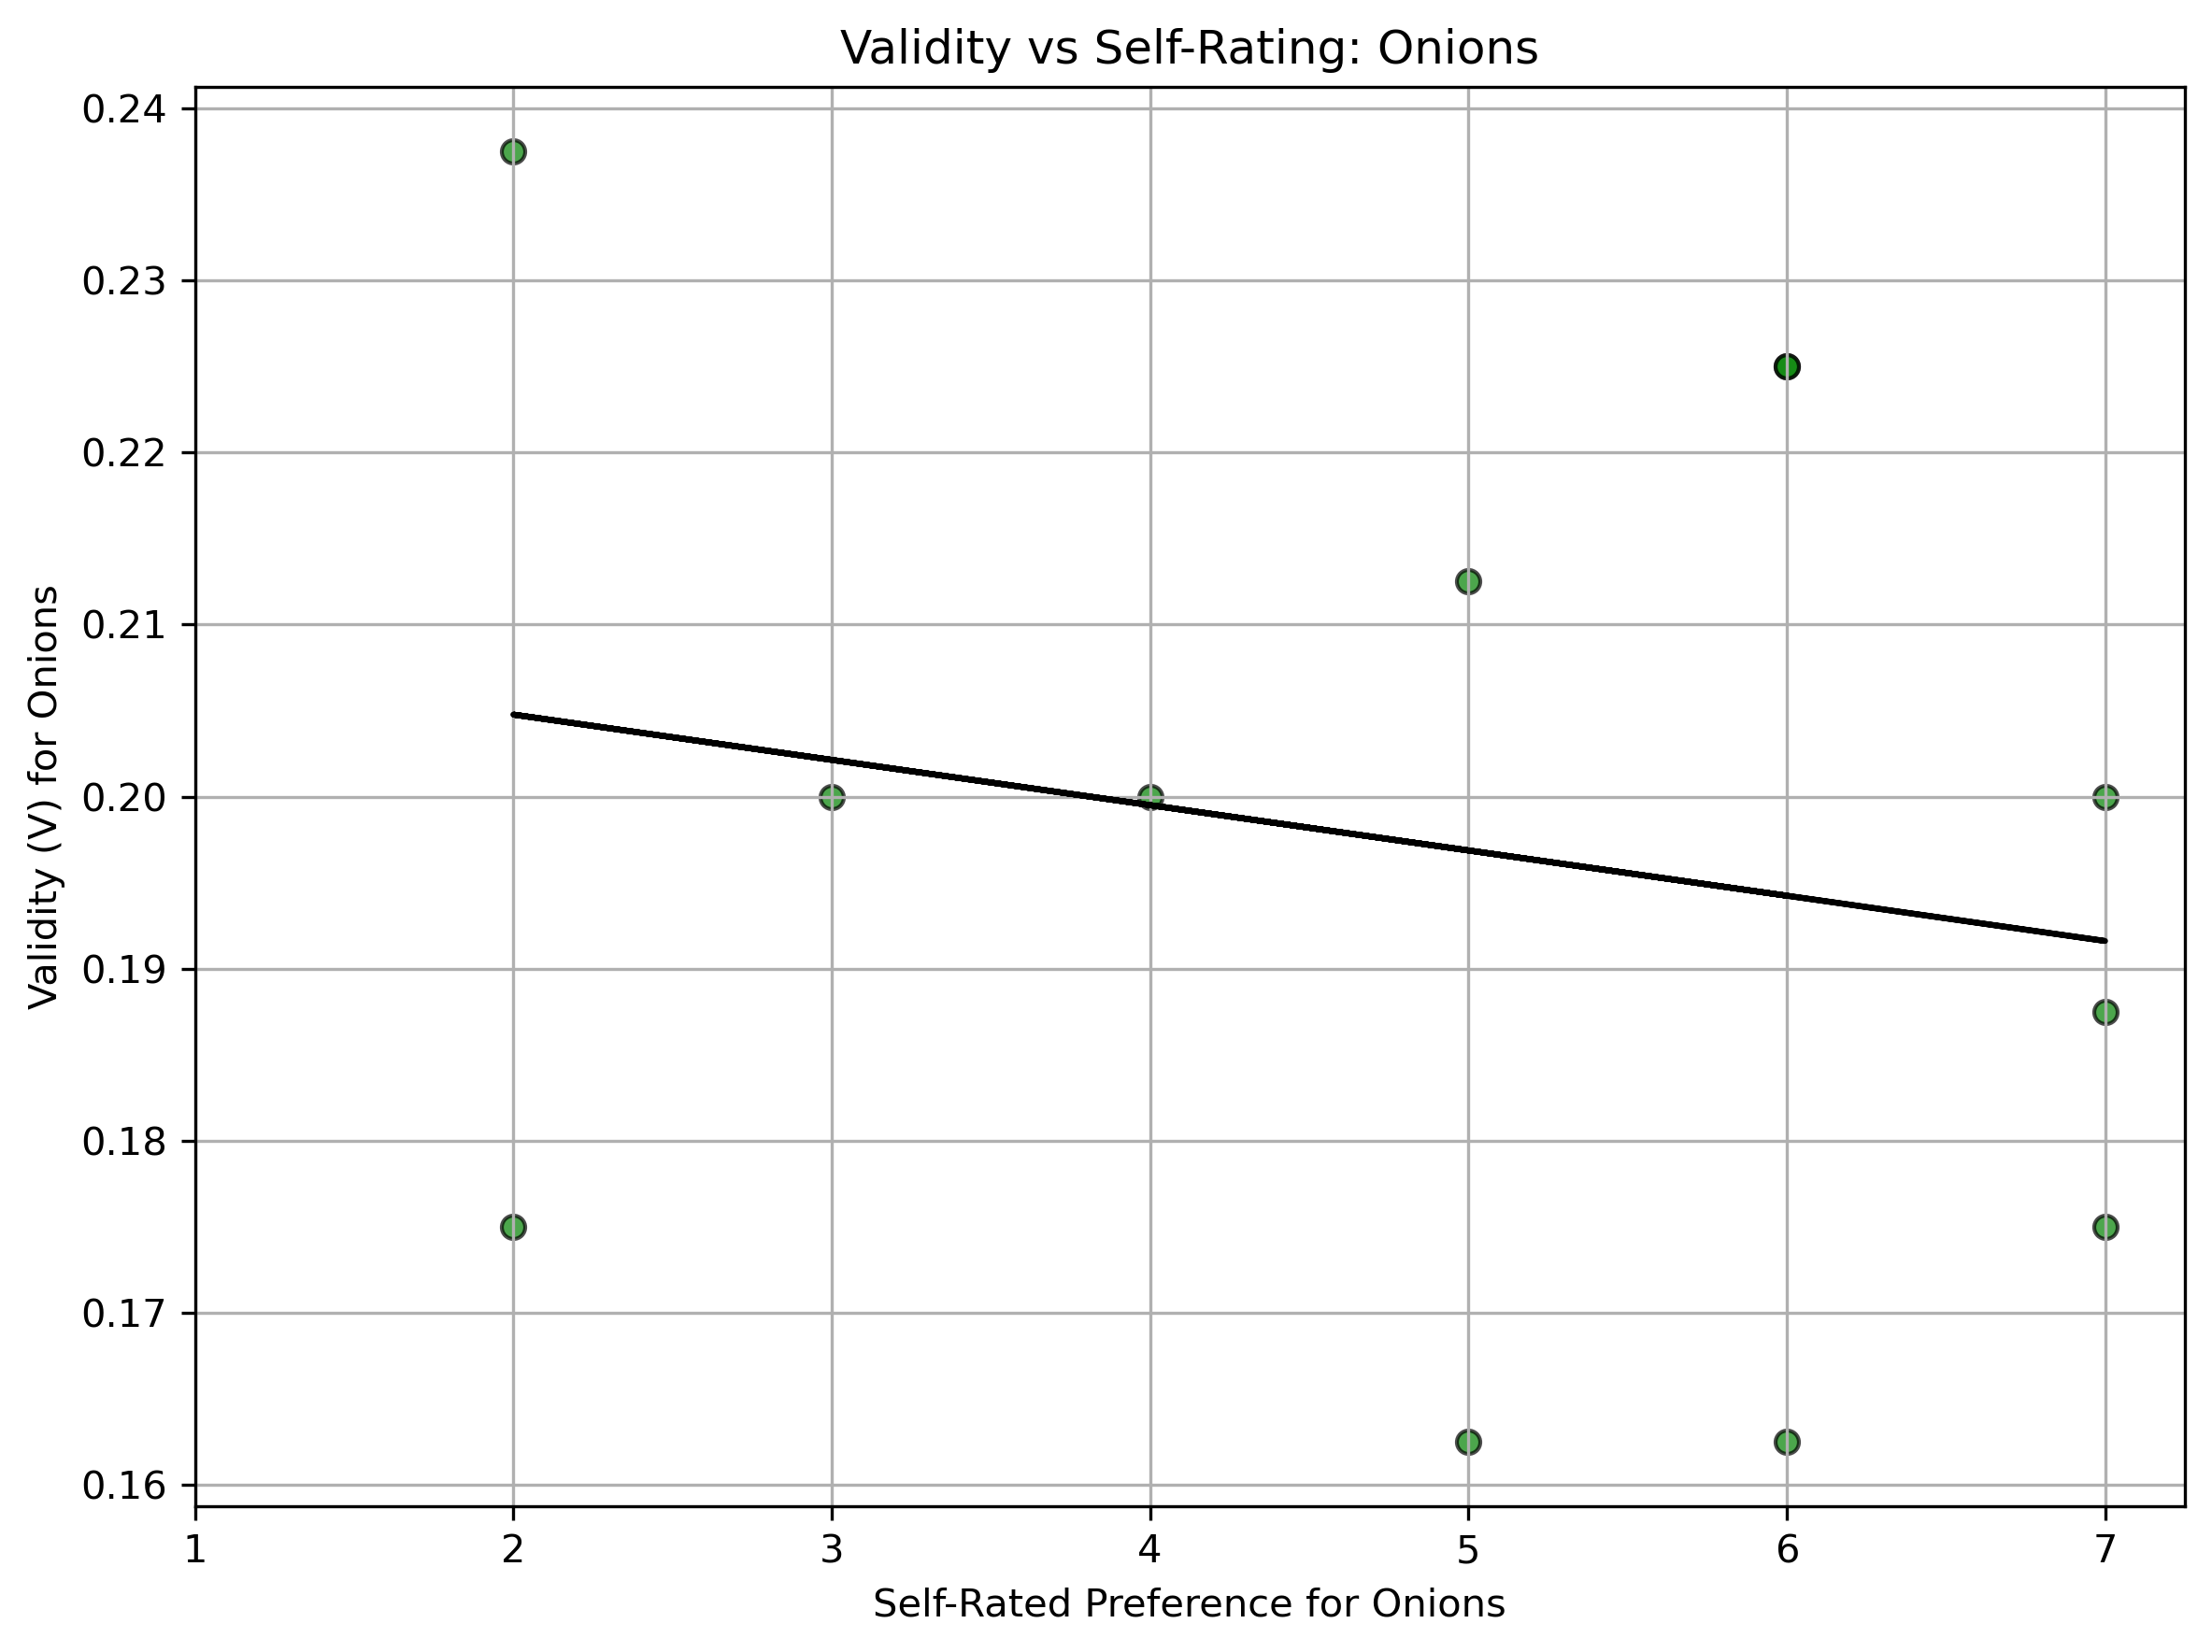 Validity vs Self-Rating: Onions
0.24
0.23
0.22
0.21
0.20
0.19
0.18
0.17
0.16
Validity (V) for Onions
1 2 3 4 5 6 7
Self-Rated Preference for Onions